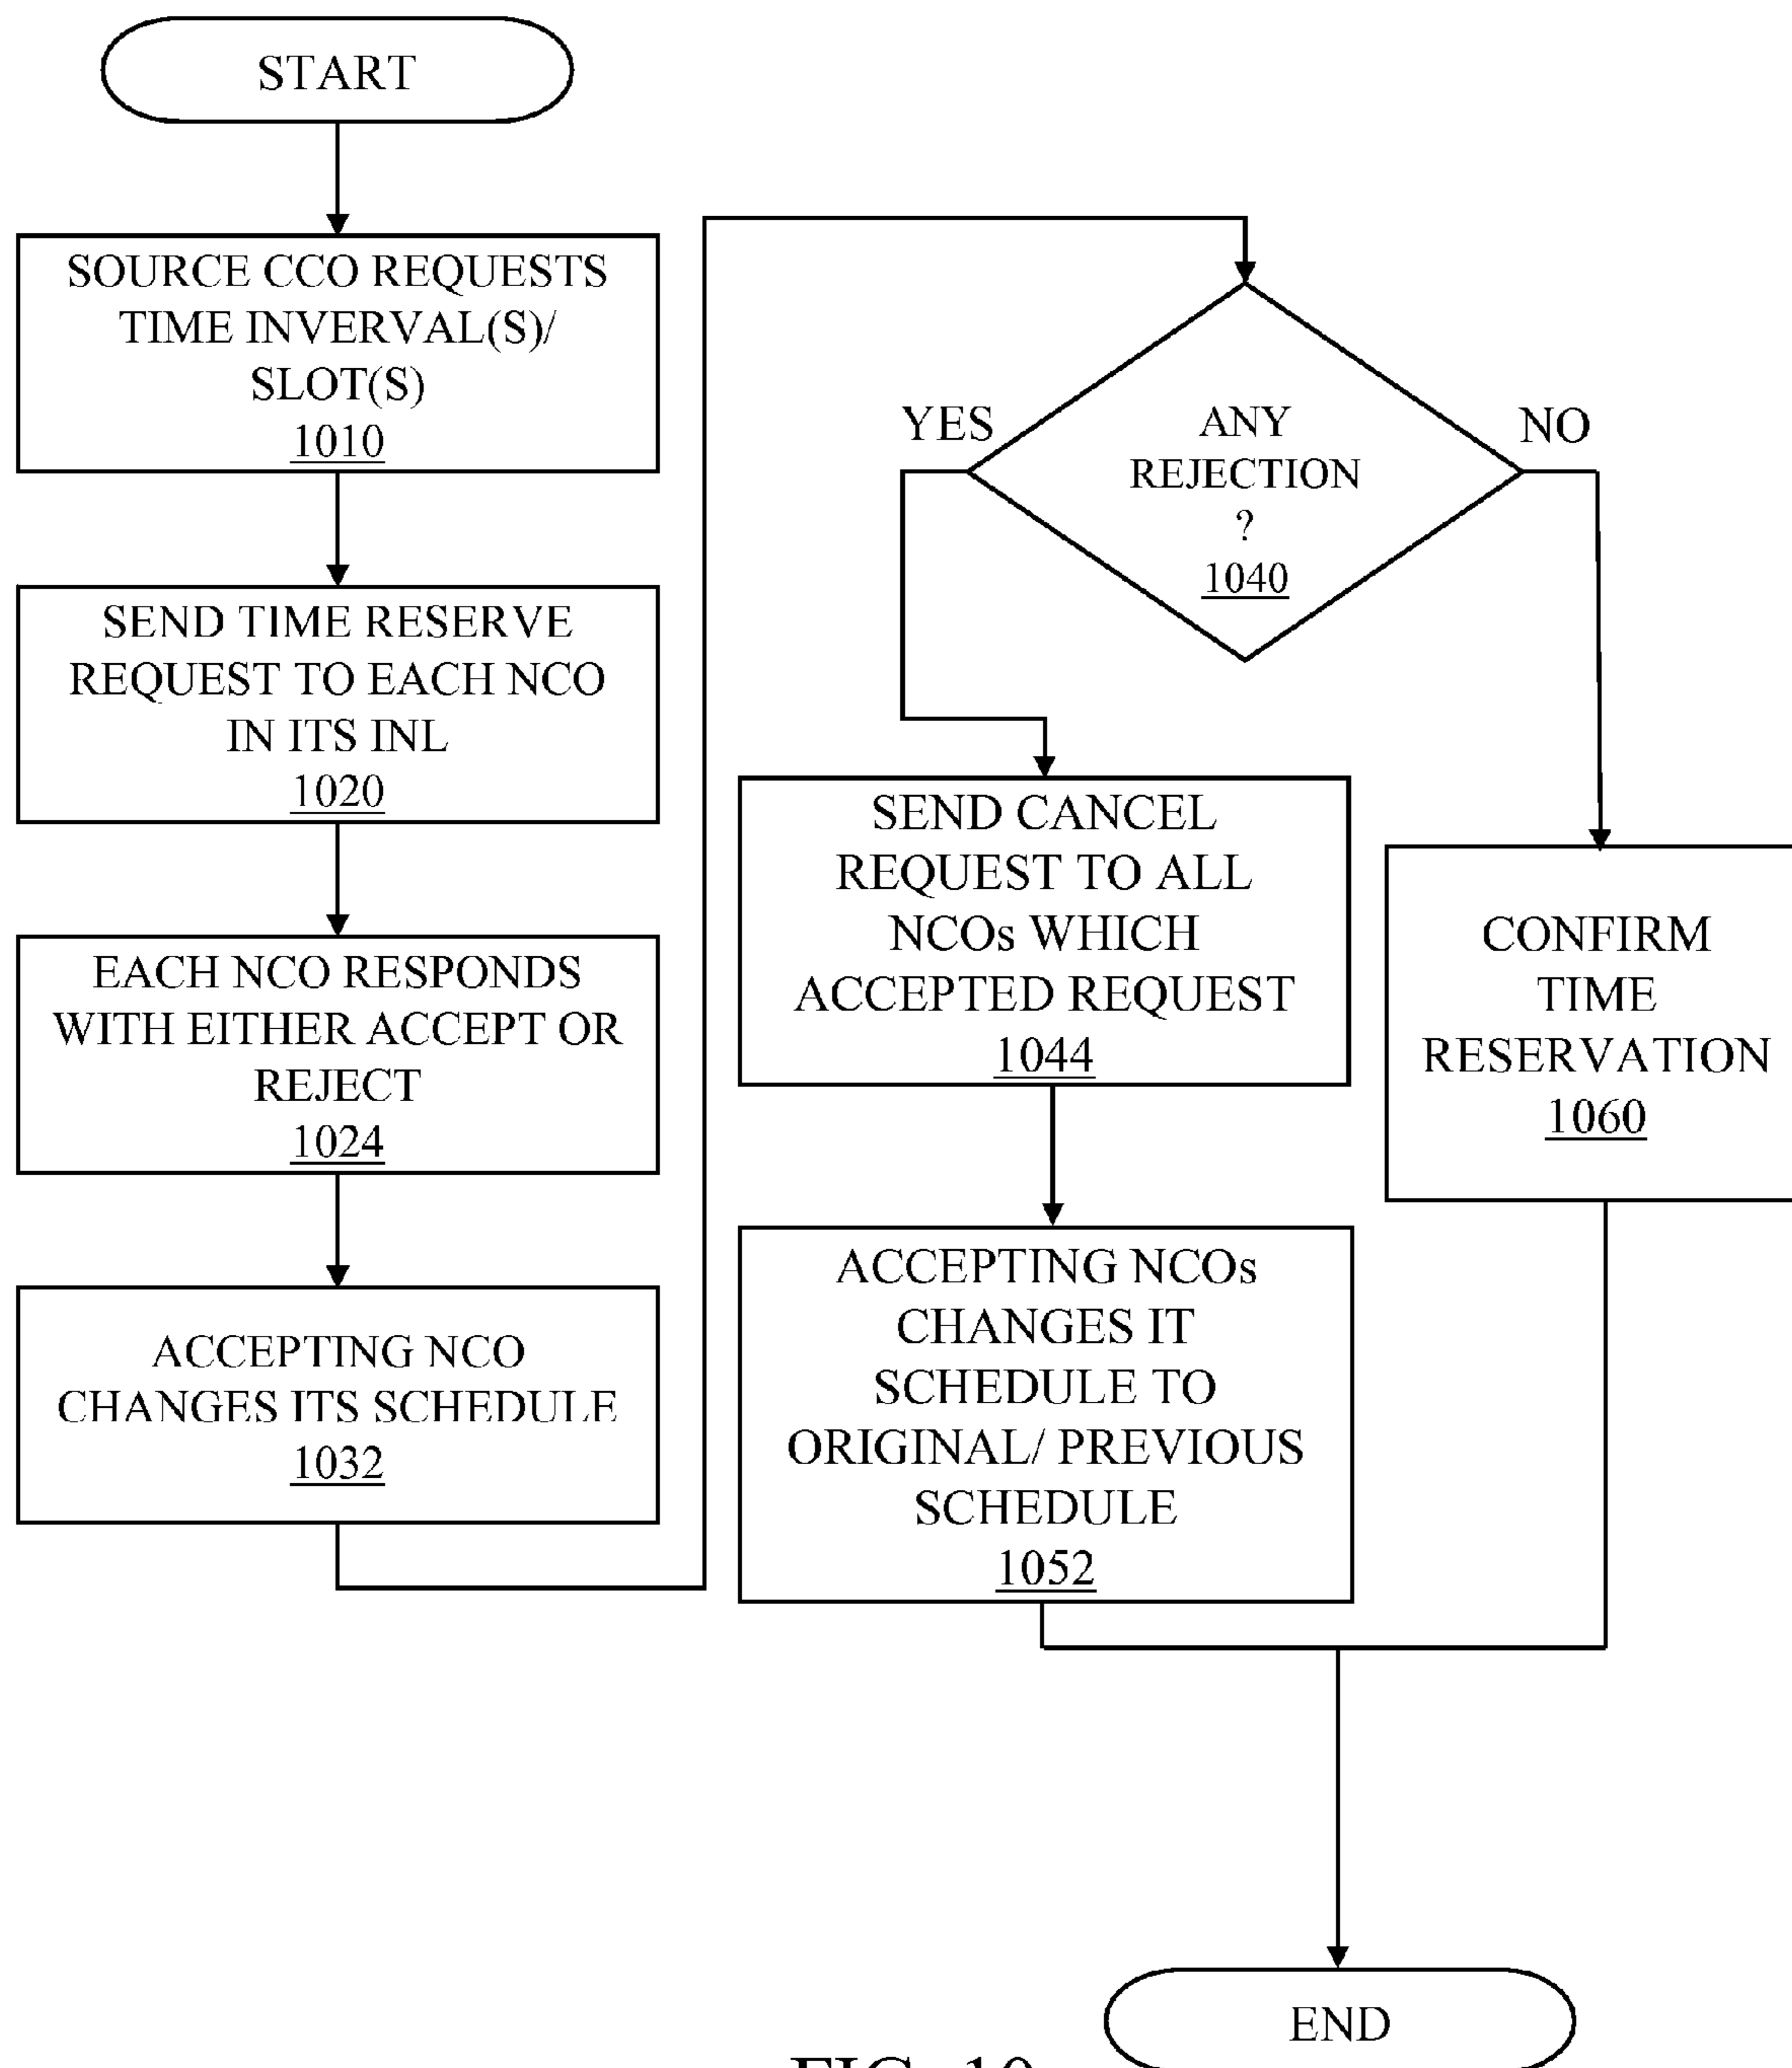 START
SOURCE CCO REQUESTS
TIME INVERVAL(S)/
SLOT(S)
1010
SEND TIME RESERVE
REQUEST TO EACH NCO
IN ITS INL
1020
EACH NCO RESPONDS
WITH EITHER ACCEPT OR
REJECT
1024
ACCEPTING NCO
CHANGES ITS SCHEDULE
1032
YES
ANY
REJECTION
?
1040
NO
SEND CANCEL
REQUEST TO ALL
NCOs WHICH
ACCEPTED REQUEST
1044
CONFIRM
TIME
RESERVATION
1060
ACCEPTING NCOs
CHANGES IT
SCHEDULE TO
ORIGINAL/ PREVIOUS
SCHEDULE
1052
END
FIG. 10